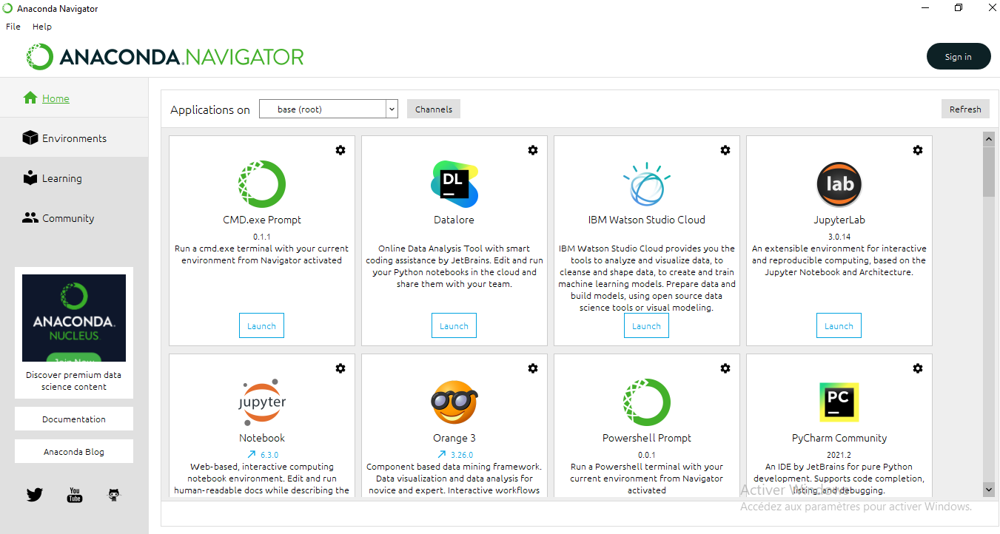 Anaconda Navigator
File Help
ANACONDA.NAVIGATOR
Sign in
Home
Environments
Learning
Community
ANACONDA.
NUCLEUS
Join Now
Discover premium data
science content
Documentation
Anaconda Blog
You
Tube
Applications on base (root) Channels Refresh
CMD.exe Prompt
0.1.1
Run a cmd.exe terminal with your current
environment from Navigator activated
Launch
DL
Datalore
Online Data Analysis Tool with smart
coding assistance by JetBrains. Edit and run
your Python notebooks in the cloud and
share them with your team.
Launch
IBM Watson Studio Cloud
IBM Watson Studio Cloud provides you the
tools to analyze and visualize data, to
cleanse and shape data, to create and train
machine learning models. Prepare data and
build models, using open source data
science tools or visual modeling.
Launch
lab
JupyterLab
3.0.14
An extensible environment for interactive
and reproducible computing, based on the
Jupyter Notebook and Architecture.
Launch
jupyter
Notebook
6.3.0
Web-based, interactive computing
notebook environment. Edit and run
human-readable docs while describing the
Orange 3
3.26.0
Component based data mining framework.
Data visualization and data analysis for
novice and expert. Interactive workflows
Powershell Prompt
0.0.1
Run a Powershell terminal with your
current environment from Navigator
activated
PC
PyCharm Community
2021.2
An IDE by JetBrains for pure Python
development. Supports code completion,
listing, and debugging.
Activer Windows
Accédez aux paramètres pour activer Windows.